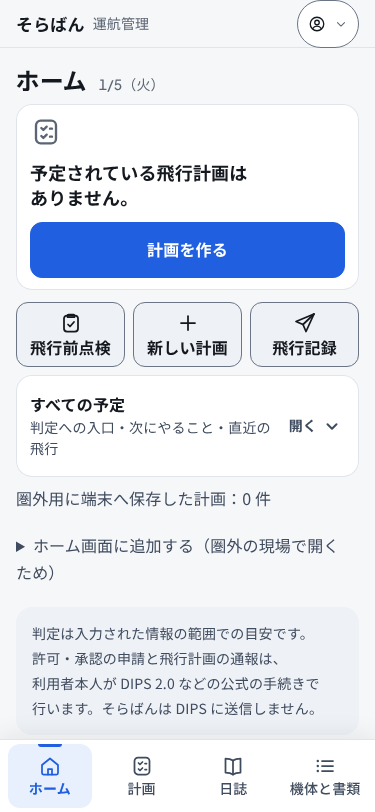 そらばん 運航管理
ホーム 1/5（火）
予定されている飛行計画は
ありません。
計画を作る
飛行前点検 新しい計画 飛行記録
すべての予定
判定への入口・次にやること・直近の
飛行
開く
圏外用に端末へ保存した計画：0 件
▶ ホーム画面に追加する（圏外の現場で開く
ため）
判定は入力された情報の範囲での目安です。
許可・承認の申請と飛行計画の通報は、
利用者本人が DIPS 2.0 などの公式の手続きで
行います。そらばんは DIPS に送信しません。
ホーム 計画 日誌 機体と書類